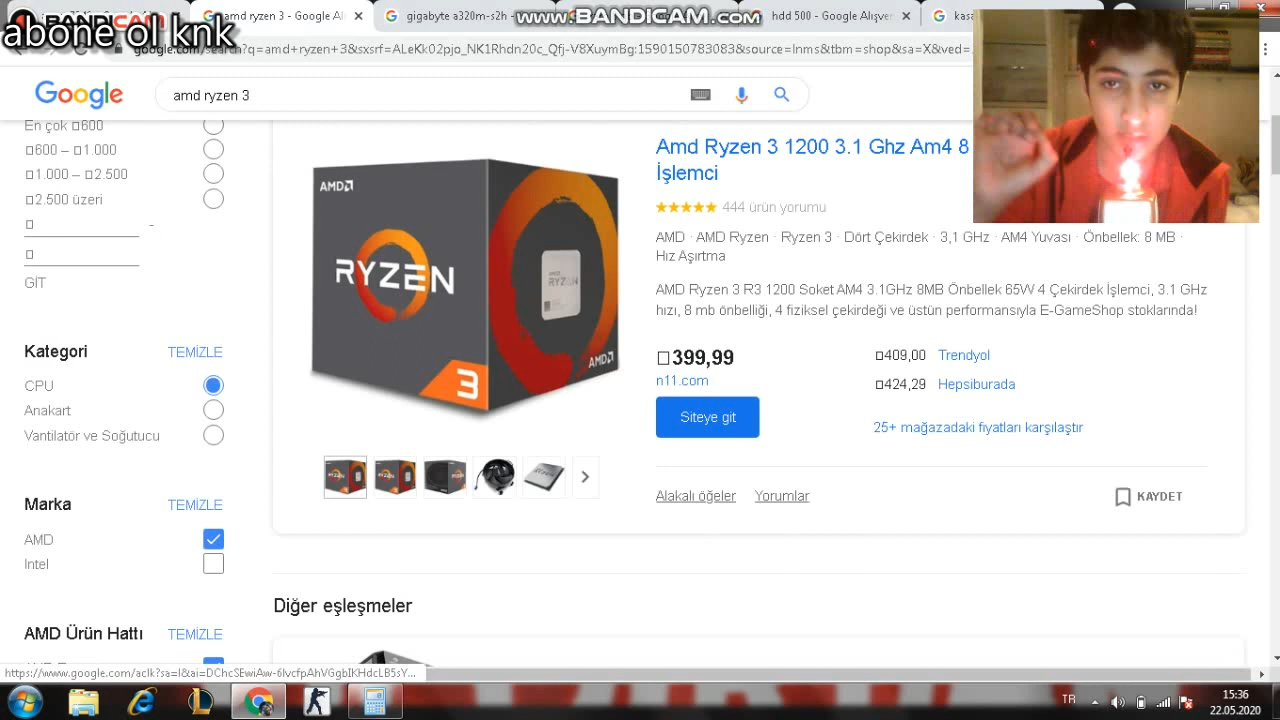 www.BANDICAM.com
abone ol knk
amd ryzen 3 - Google Al
gigabyte a320m-
google.com/search?q=amd+ryzen+3&sxsrf=
amd ryzen 3
Google
En çok ₺600
₺600 – ₺1.000
₺1.000 – ₺2.500
₺2.500 üzeri
-
GİT
Kategori TEMİZLE
CPU
Anakart
Vantilatör ve Soğutucu
Marka TEMİZLE
AMD
Intel
AMD Ürün Hattı TEMİZLE
AMD
RYZEN
3
AMD
Amd Ryzen 3 1200 3.1 Ghz Am4 8
İşlemci
444 ürün yorumu
AMD · AMD Ryzen · Ryzen 3 · Dört Çekirdek · 3,1 GHz · AM4 Yuvası · Önbellek: 8 MB ·
Hız Aşırtma
AMD Ryzen 3 R3 1200 Soket AM4 3.1GHz 8MB Önbellek 65W 4 Çekirdek İşlemci, 3.1 GHz
hızı, 8 mb önbelliği, 4 fiziksel çekirdeği ve üstün performansıyla E-GameShop stoklarında!
399,99
n11.com
Siteye git
409,00 Trendyol
424,29 Hepsiburada
25+ mağazadaki fiyatları karşılaştır
Alakalı öğeler Yorumlar
KAYDET
Diğer eşleşmeler
TR
15:36
22.05.2020